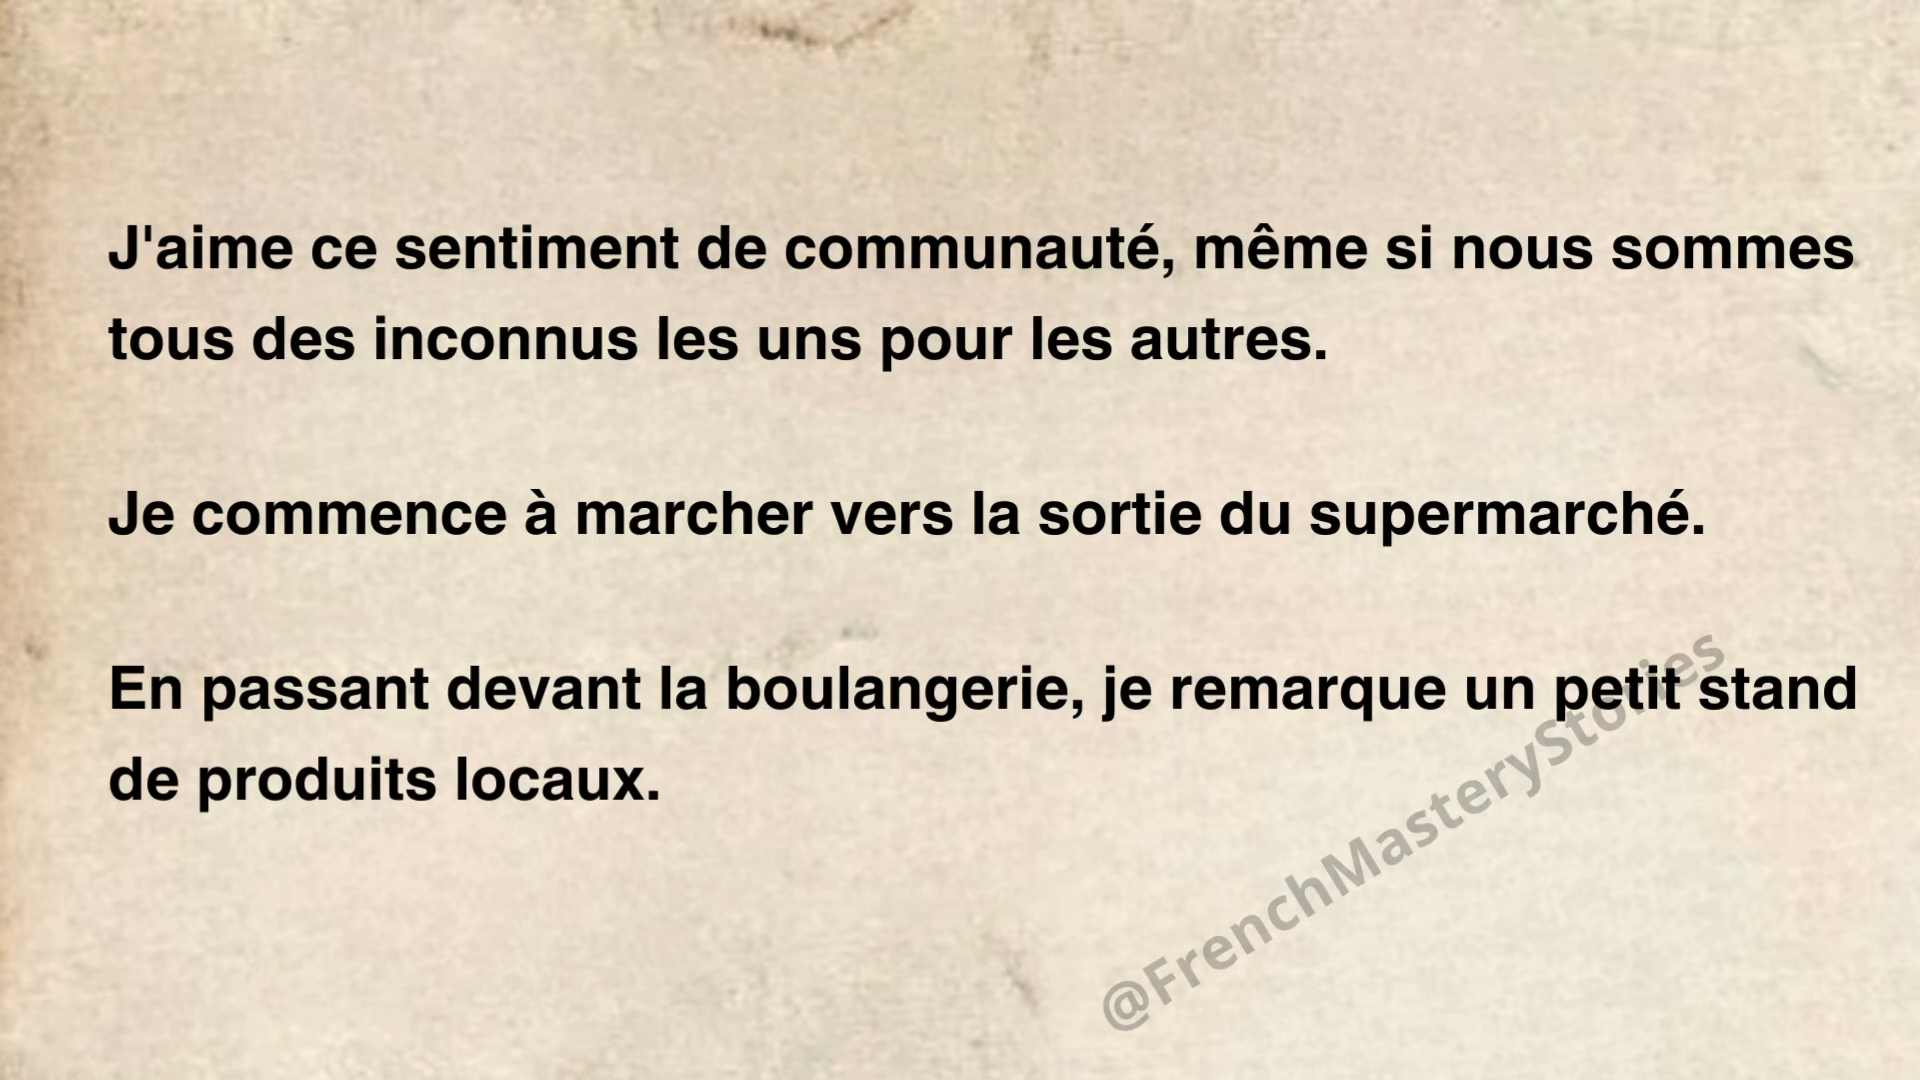 J'aime ce sentiment de communauté, même si nous sommes
tous des inconnus les uns pour les autres.
Je commence à marcher vers la sortie du supermarché.
En passant devant la boulangerie, je remarque un petit stand
de produits locaux.
@FrenchMasteryStories